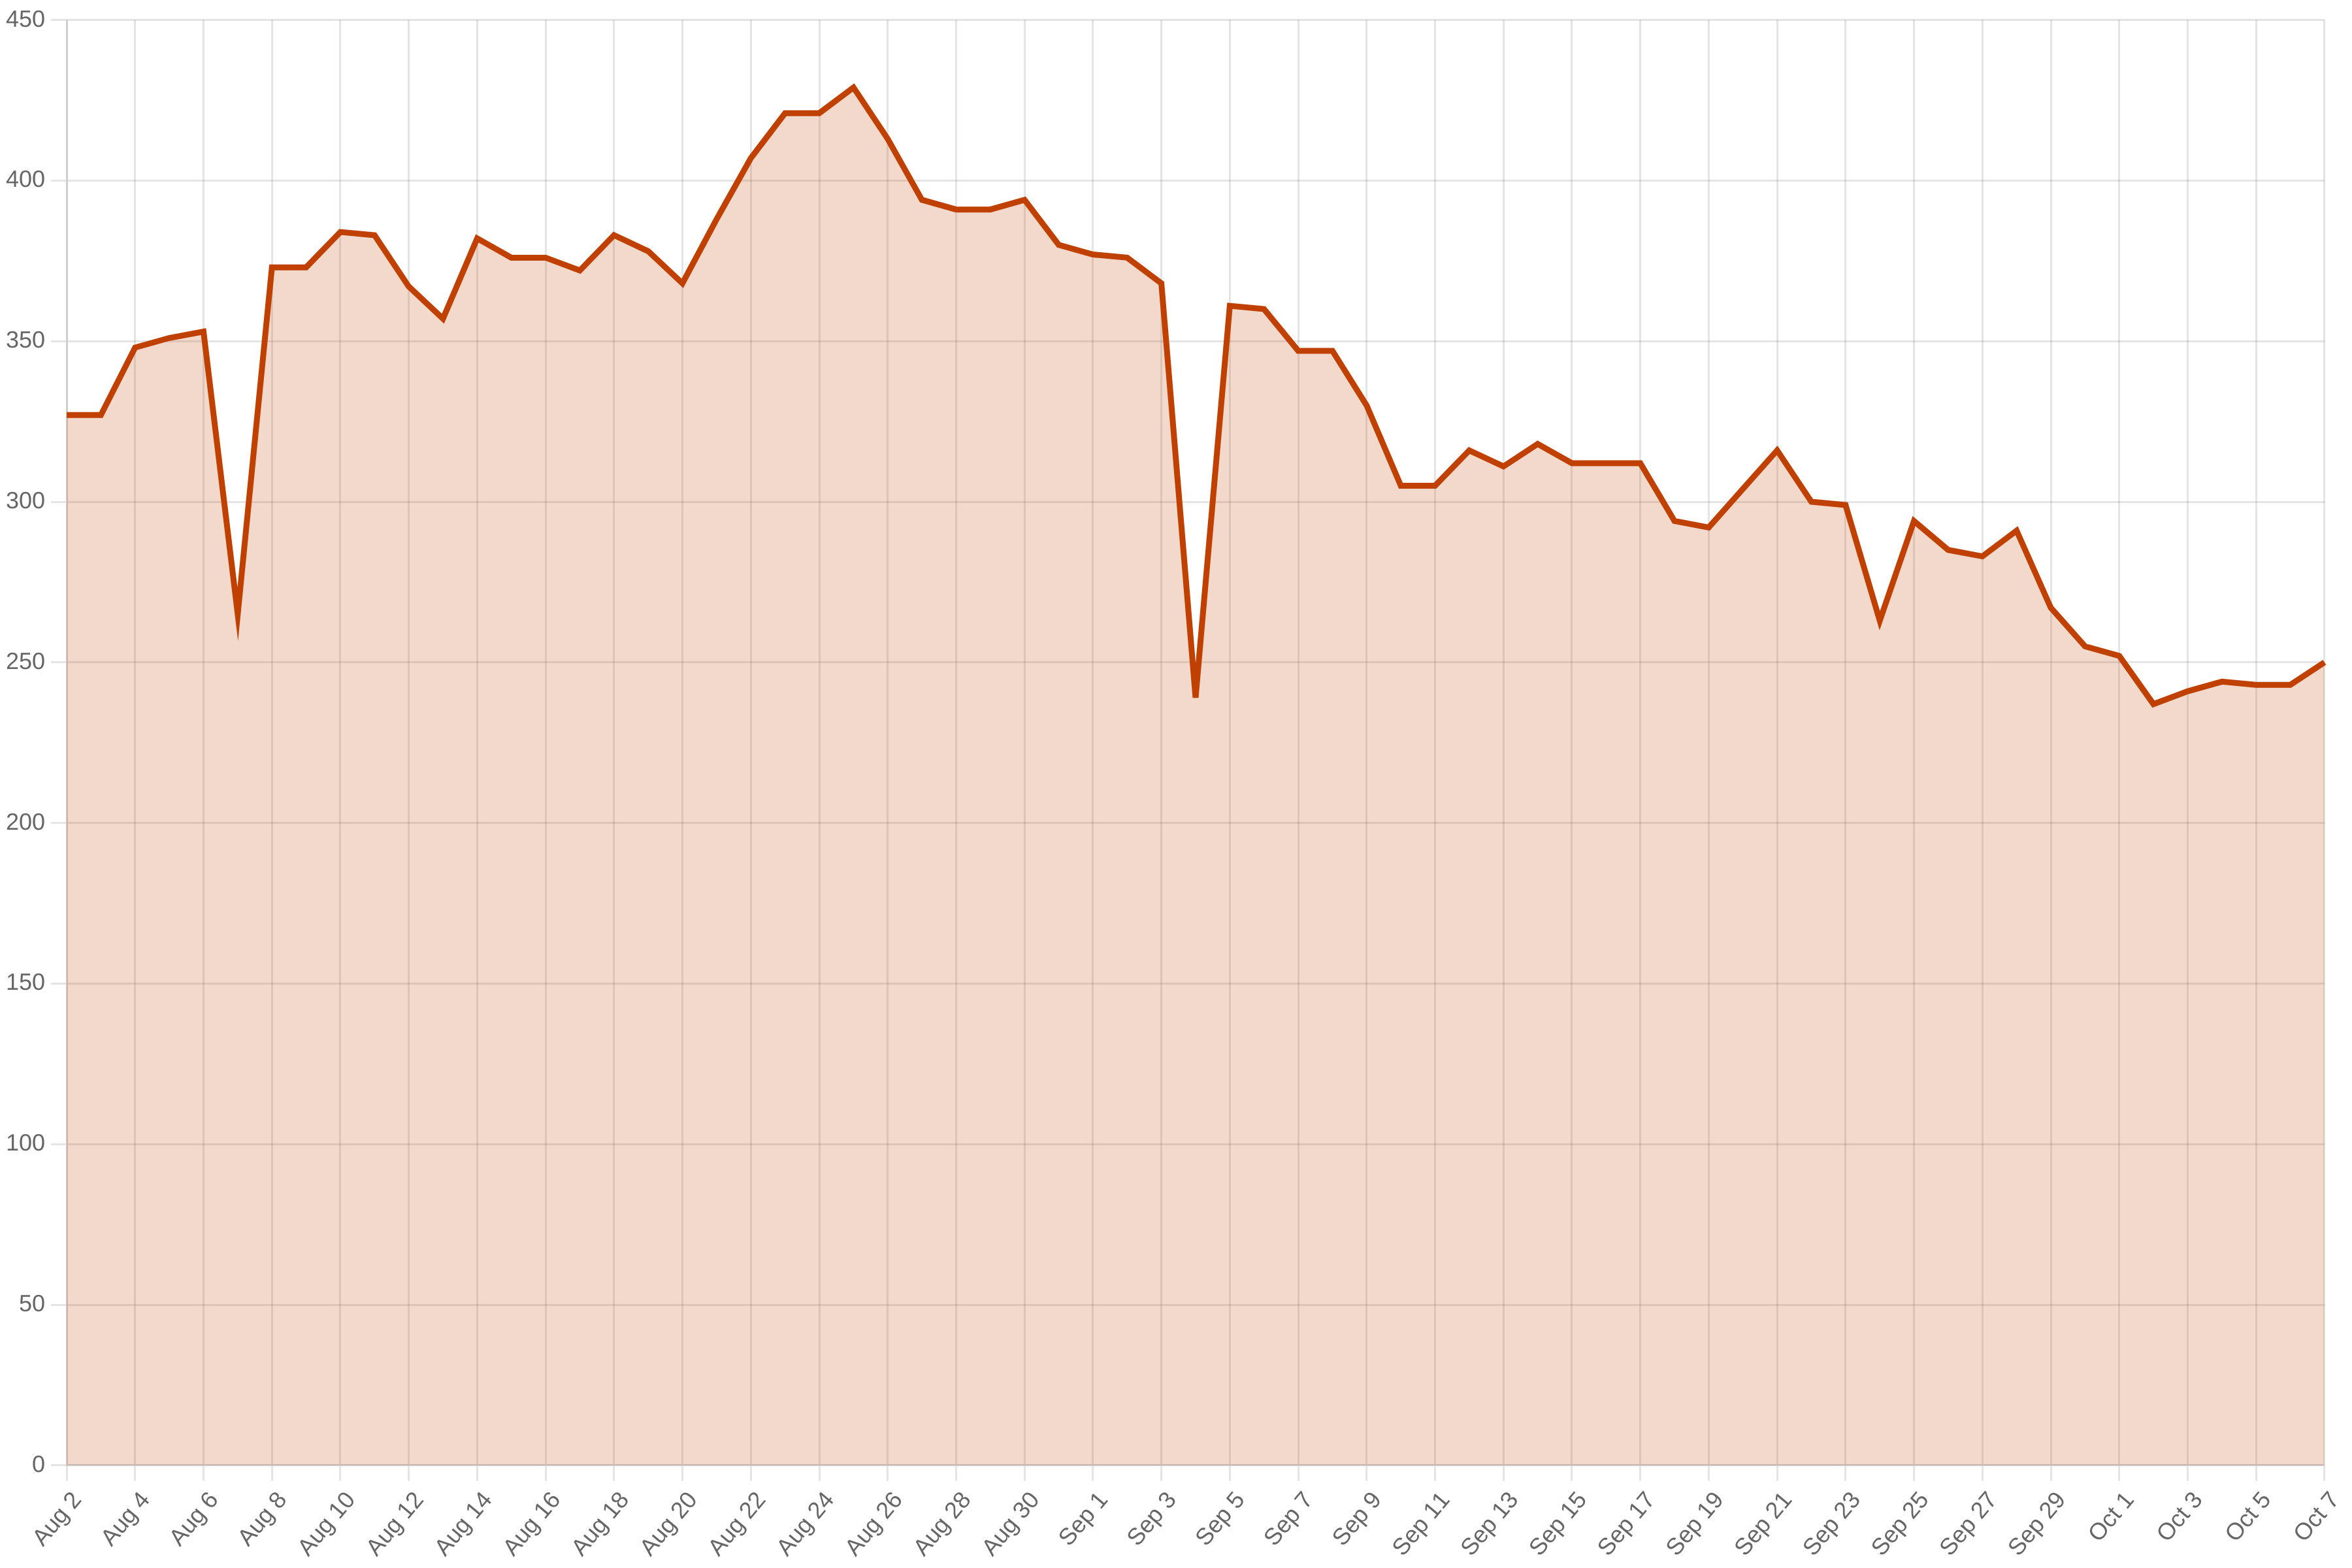 450
400
350
300
250
200
150
100
50
0
Aug 2
Aug 4
Aug 6
Aug 8
Aug 10
Aug 12
Aug 14
Aug 16
Aug 18
Aug 20
Aug 22
Aug 24
Aug 26
Aug 28
Aug 30
Sep 1
Sep 3
Sep 5
Sep 7
Sep 9
Sep 11
Sep 13
Sep 15
Sep 17
Sep 19
Sep 21
Sep 23
Sep 25
Sep 27
Sep 29
Oct 1
Oct 3
Oct 5
Oct 7